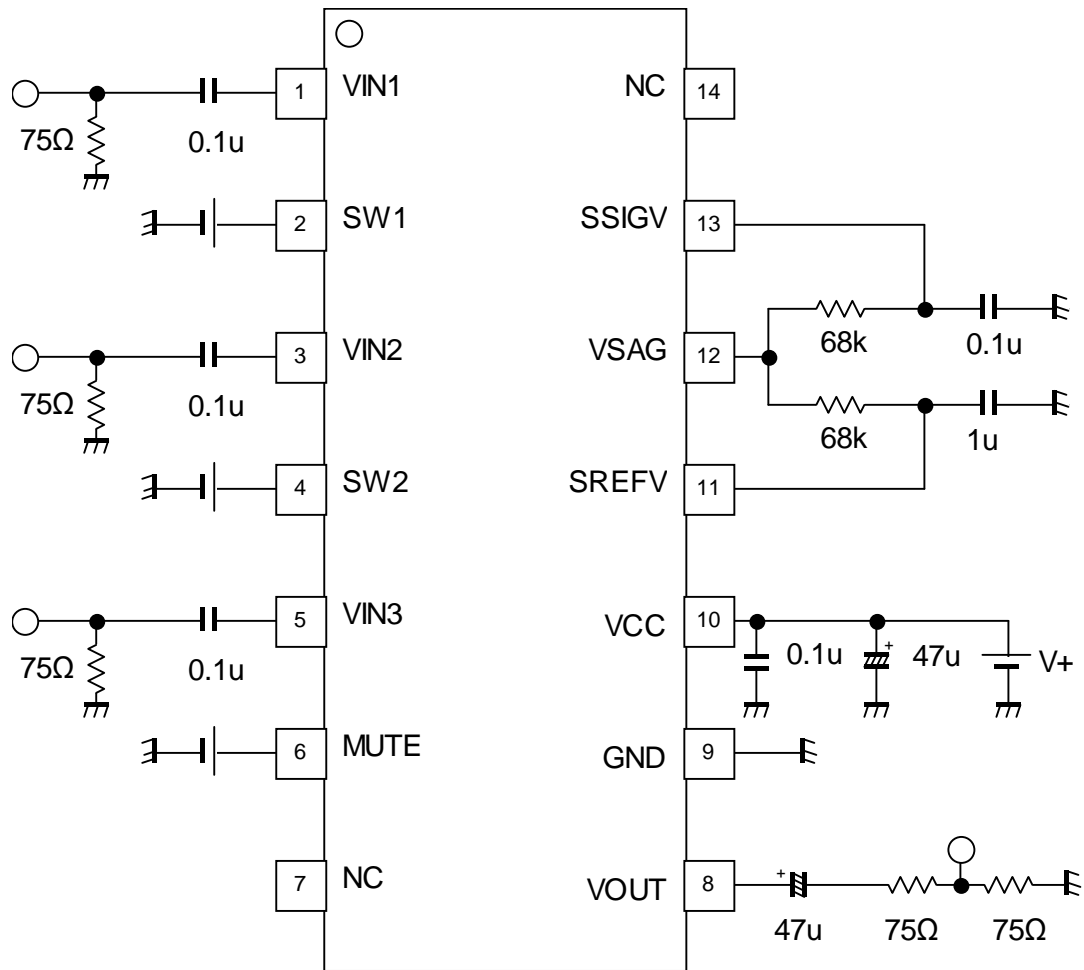 1 VIN1
NC 14
75Ω 0.1u
2 SW1
SSIGV 13
68k 0.1u
3 VIN2
VSAG 12
75Ω 0.1u
68k 1u
4 SW2
SREFV 11
5 VIN3
VCC 10
75Ω 0.1u
0.1u + 47u V+
6 MUTE
GND 9
7 NC
VOUT 8
+
47u 75Ω 75Ω